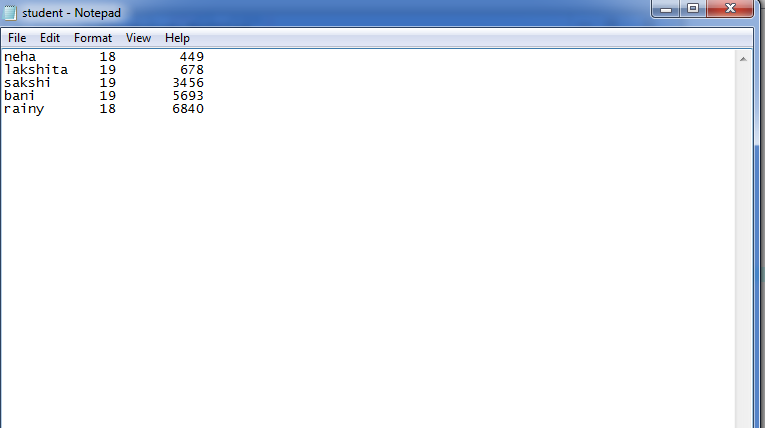 student - Notepad
File Edit Format View Help
neha 18 449
lakshita 19 678
sakshi 19 3456
bani 19 5693
rainy 18 6840